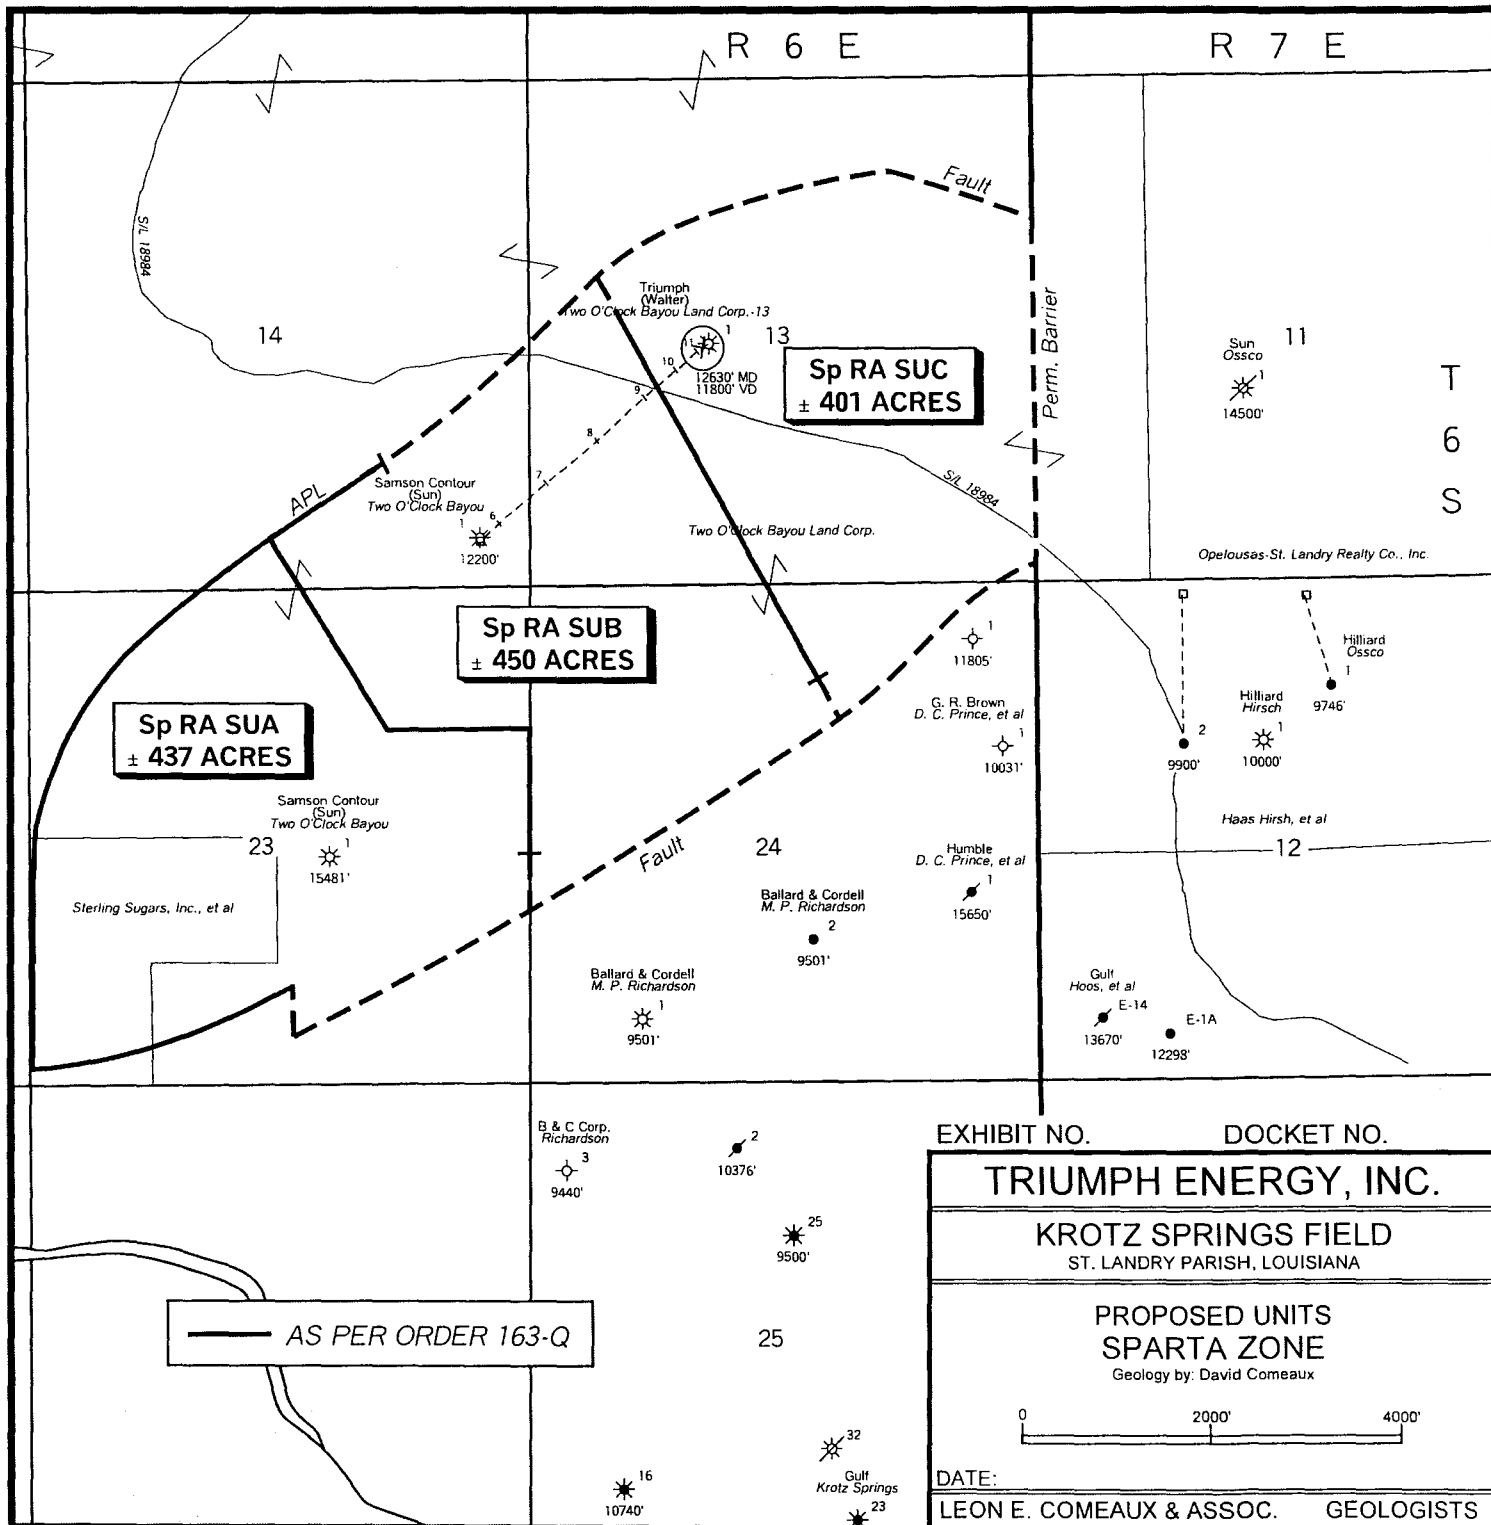 R 6 E
R 7 E
Fault
S/L 18984
Triumph
(Walter)
Two O'Clock Bayou Land Corp.-13
1
11
10
12630' MD
11800' VD
9
8
7
6
14
13
Sp RA SUC
± 401 ACRES
Perm. Barrier
Sun
Ossco
1
14500'
11
T
6
S
APL
Samson Contour
(Sun)
Two O'Clock Bayou
1
12200'
S/L 18984
Two O'Clock Bayou Land Corp.
Opelousas-St. Landry Realty Co., Inc.
Sp RA SUB
± 450 ACRES
1
11805'
Hilliard
Ossco
1
9746'
G. R. Brown
D. C. Prince, et al
1
10031'
Hilliard
Hirsch
1
10000'
2
9900'
Sp RA SUA
± 437 ACRES
Samson Contour
(Sun)
Two O'Clock Bayou
1
15481'
23
Fault
24
Haas Hirsh, et al
12
Humble
D. C. Prince, et al
1
15650'
Sterling Sugars, Inc., et al
Ballard & Cordell
M. P. Richardson
2
9501'
Ballard & Cordell
M. P. Richardson
1
9501'
Gulf
Hoos, et al
E-14
13670'
E-1A
12298'
B & C Corp.
Richardson
3
9440'
2
10376'
25
9500'
AS PER ORDER 163-Q
25
32
Gulf
Krotz Springs
23
16
10740'
EXHIBIT NO. DOCKET NO.
TRIUMPH ENERGY, INC.
KROTZ SPRINGS FIELD
ST. LANDRY PARISH, LOUISIANA
PROPOSED UNITS
SPARTA ZONE
Geology by: David Comeaux
0 2000' 4000'
DATE:
LEON E. COMEAUX & ASSOC. GEOLOGISTS